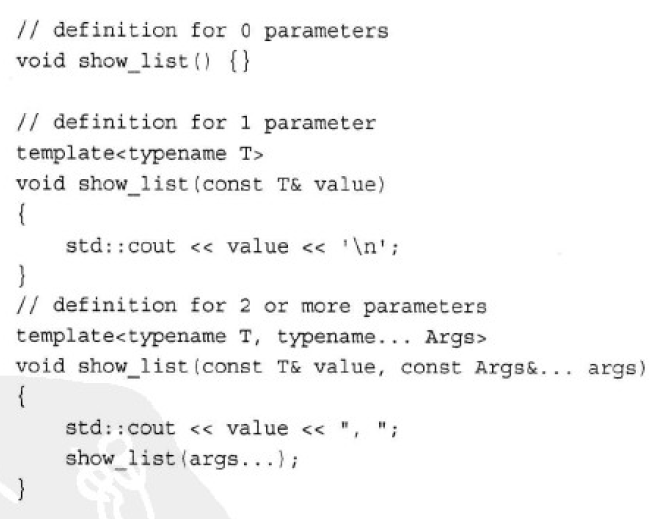 // definition for 0 parameters
void show_list() {}
// definition for 1 parameter
template<typename T>
void show_list(const T& value)
{
    std::cout << value << '\n';
}
// definition for 2 or more parameters
template<typename T, typename... Args>
void show_list(const T& value, const Args&... args)
{
    std::cout << value << ", ";
    show_list(args...);
}